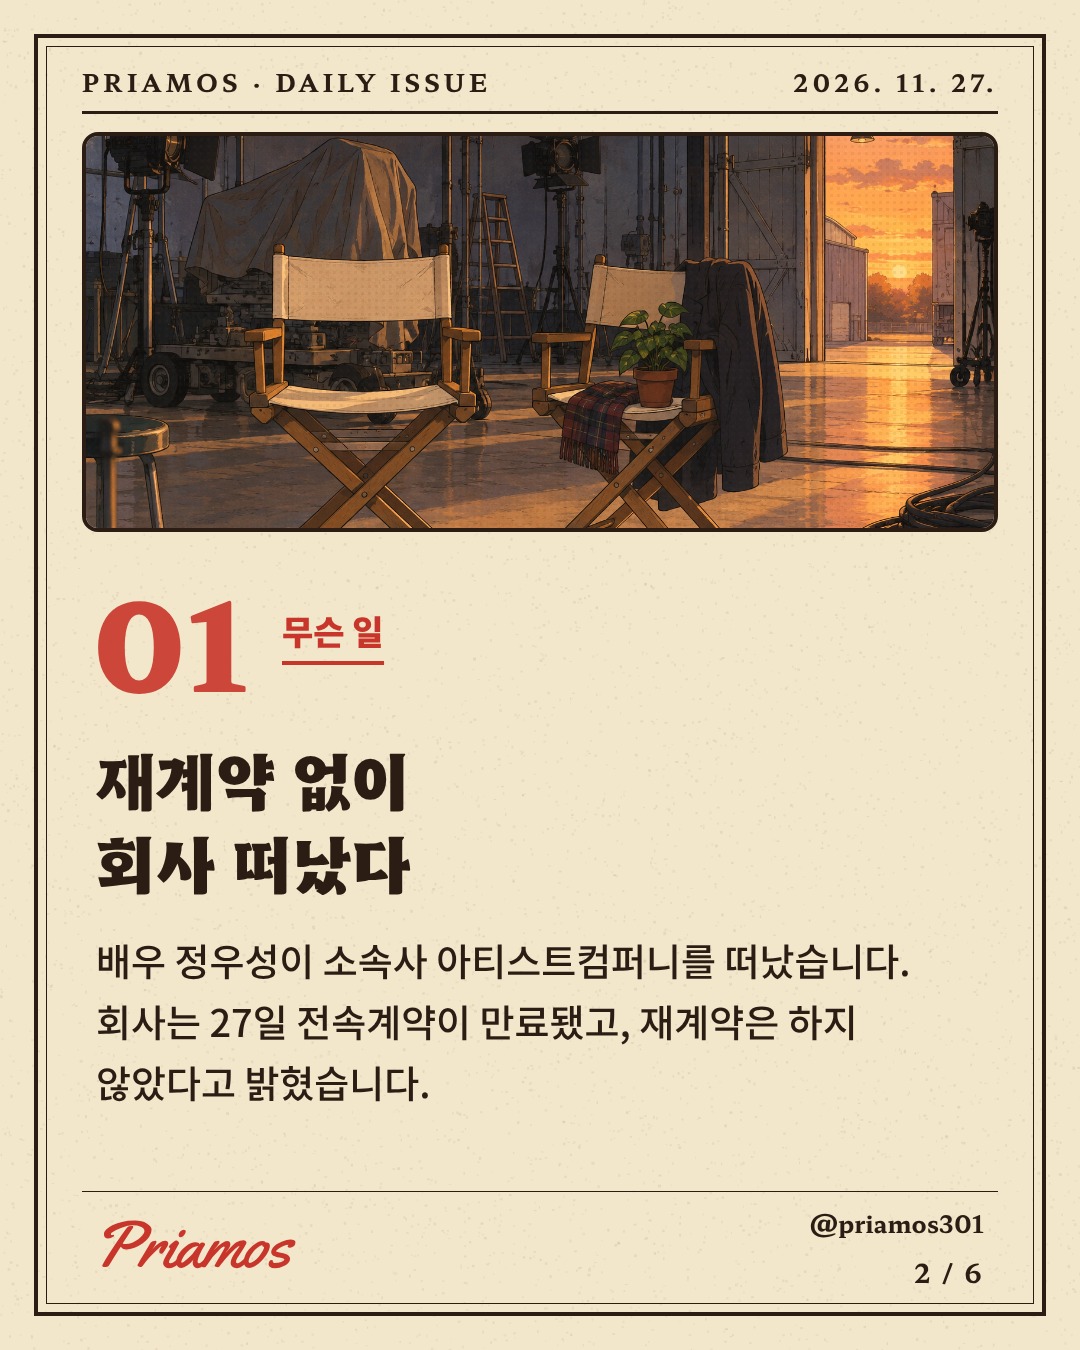 PRIAMOS · DAILY ISSUE
2026. 11. 27.
01
무슨 일
재계약 없이
회사 떠났다
배우 정우성이 소속사 아티스트컴퍼니를 떠났습니다.
회사는 27일 전속계약이 만료됐고, 재계약은 하지
않았다고 밝혔습니다.
Priamos
@priamos301
2 / 6